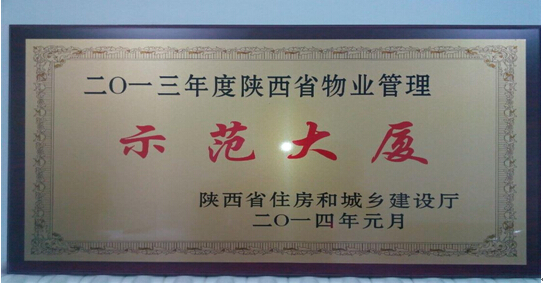 二〇一三年度陕西省物业管理
示范大厦
陕西省住房和城乡建设厅
二〇一四年元月